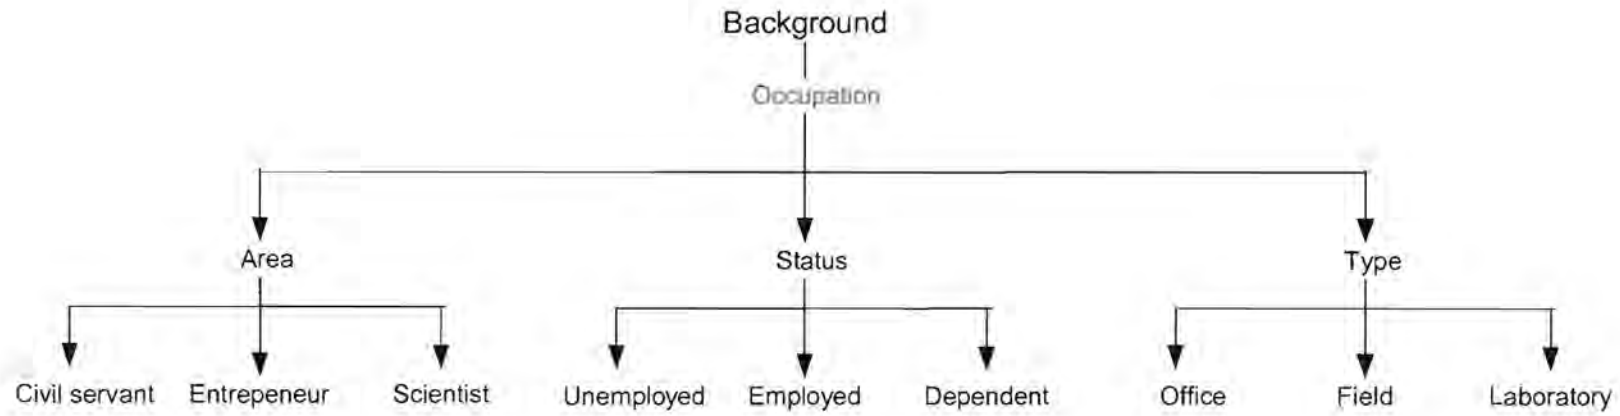 Background
Occupation
Area Status Type
Civil servant Entrepeneur Scientist Unemployed Employed Dependent Office Field Laboratory